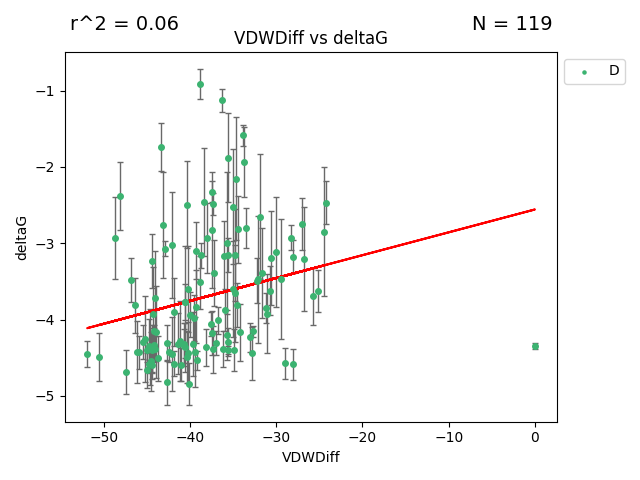 r^2 = 0.06
N = 119
VDWDiff vs deltaG
D
deltaG
−1
−2
−3
−4
−5
−50
−40
−30
−20
−10
0
VDWDiff